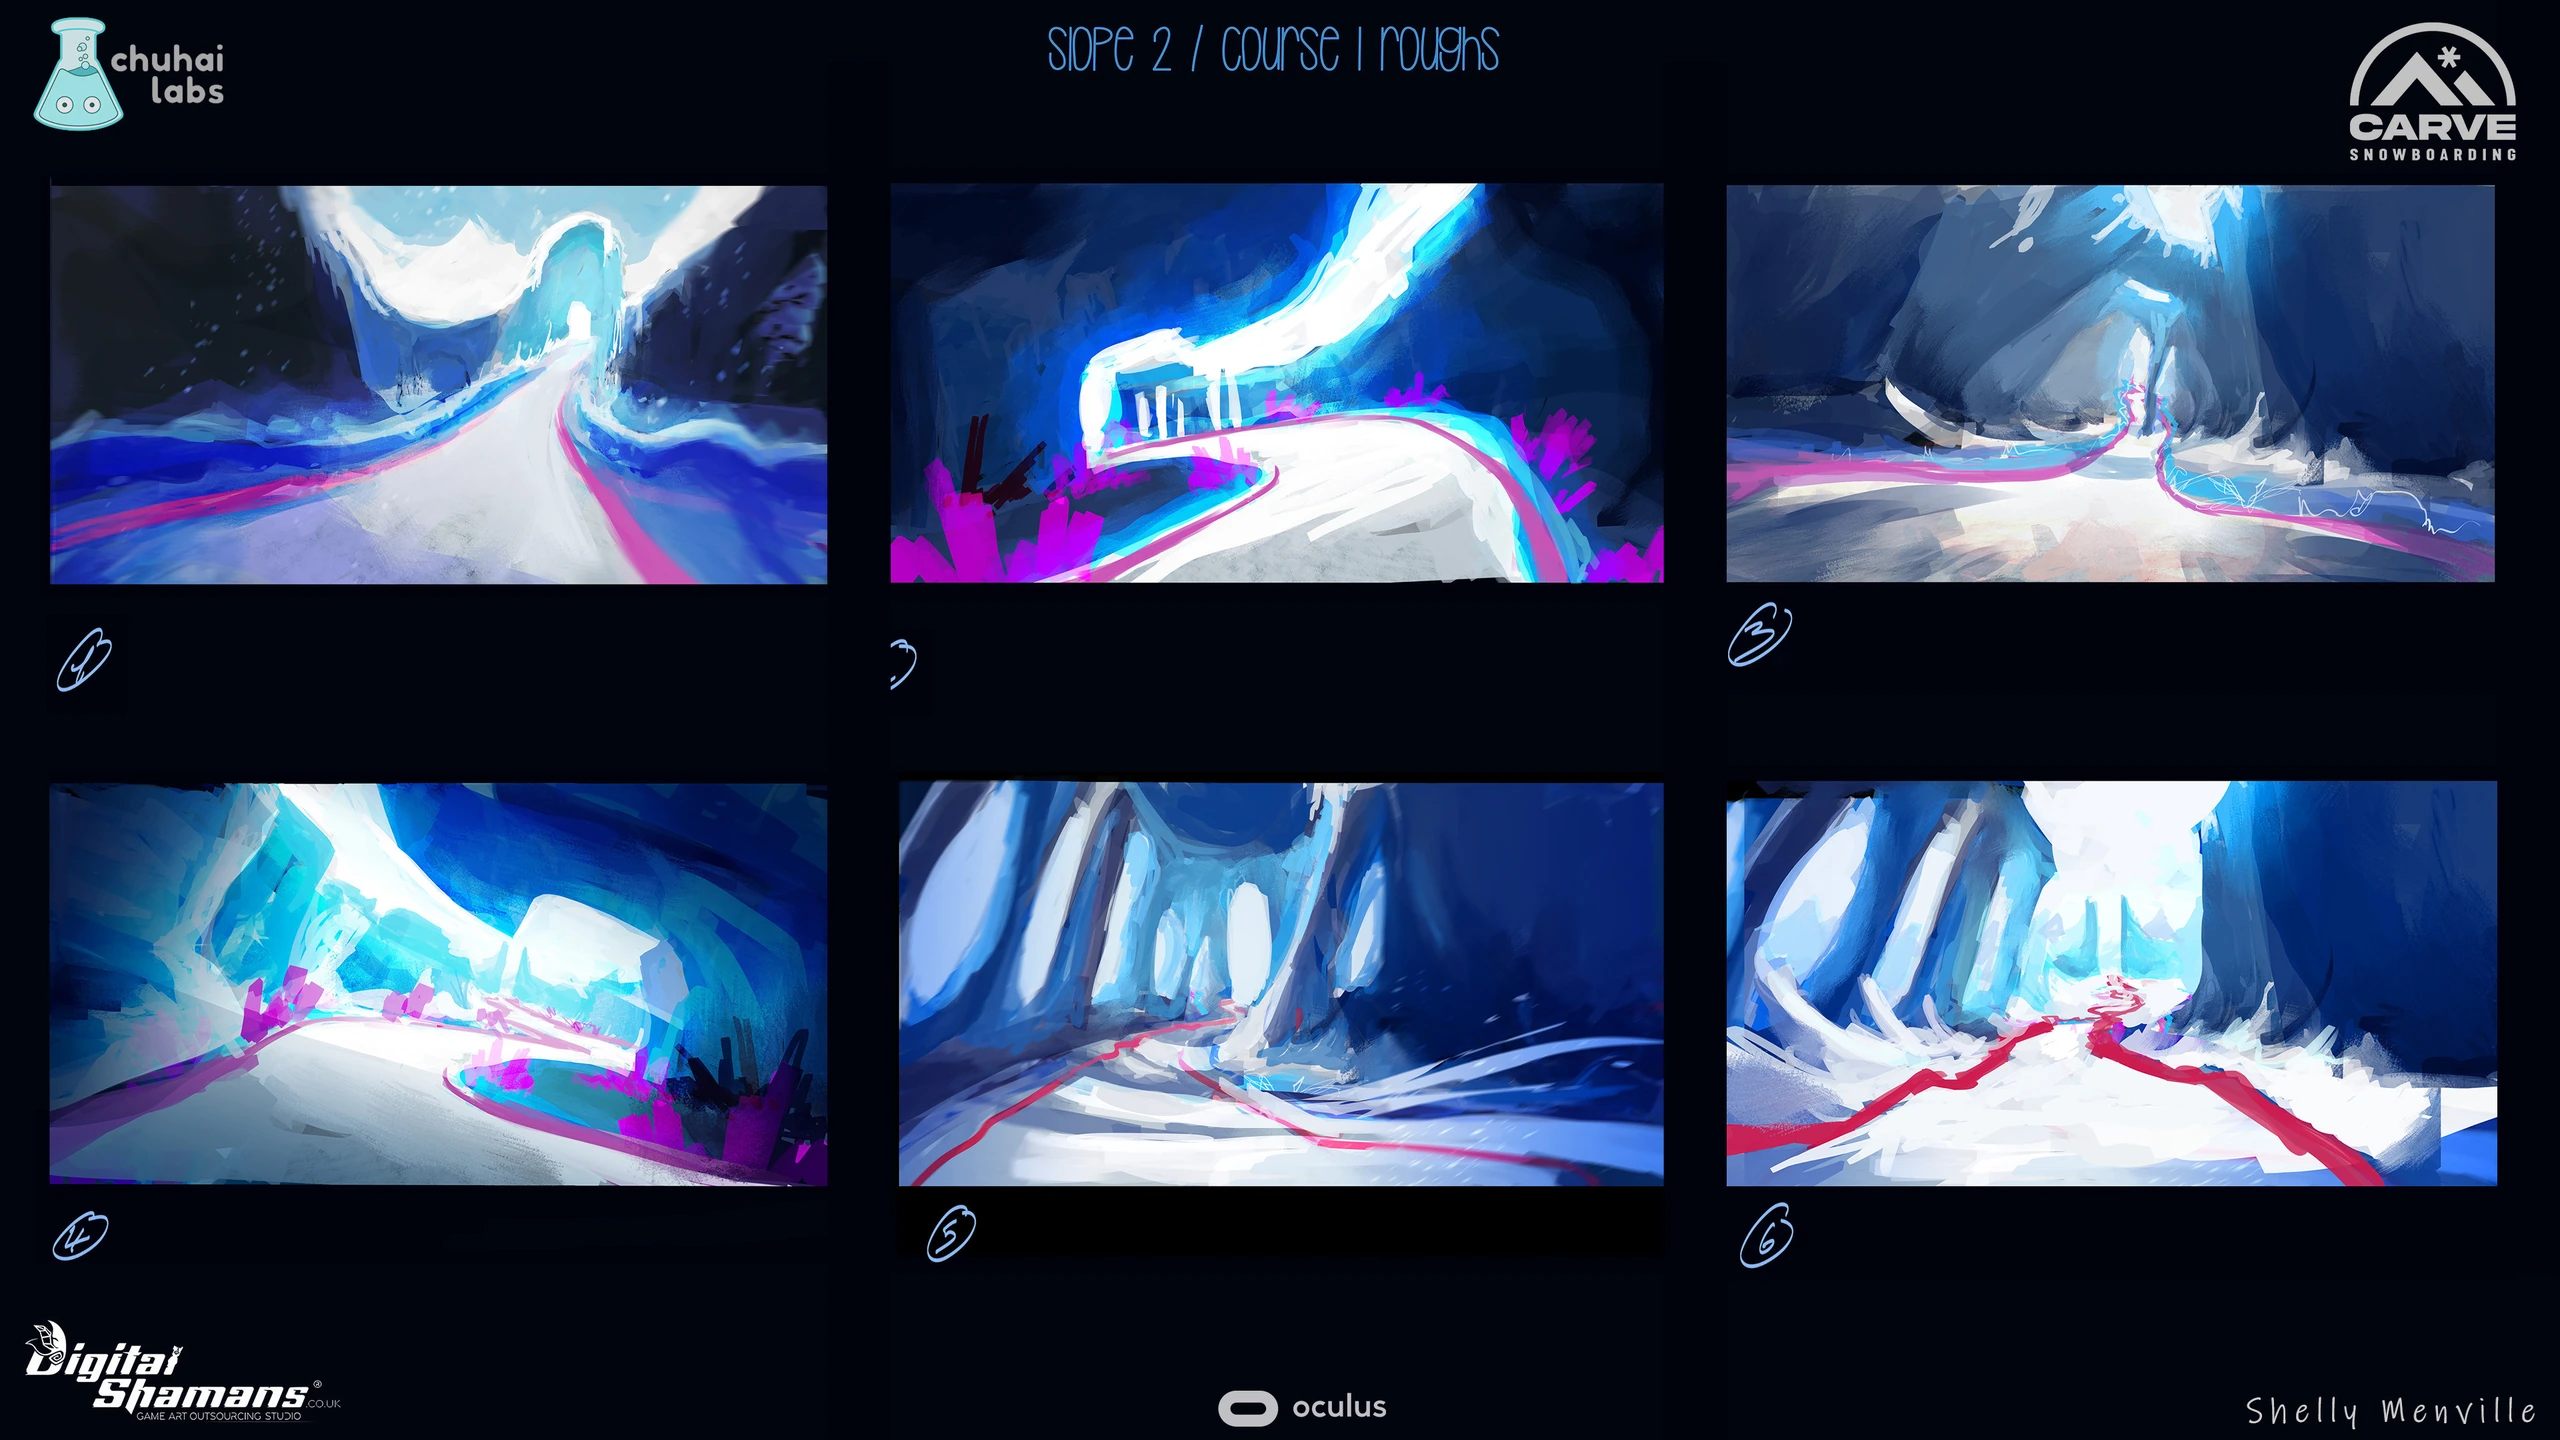 chuhai
labs
slope 2 / course 1 roughs
CARVE
SNOWBOARDING
1
3
4
5
6
Digital
Shamans®.CO.UK
GAME ART OUTSOURCING STUDIO
oculus
Shelly Menville